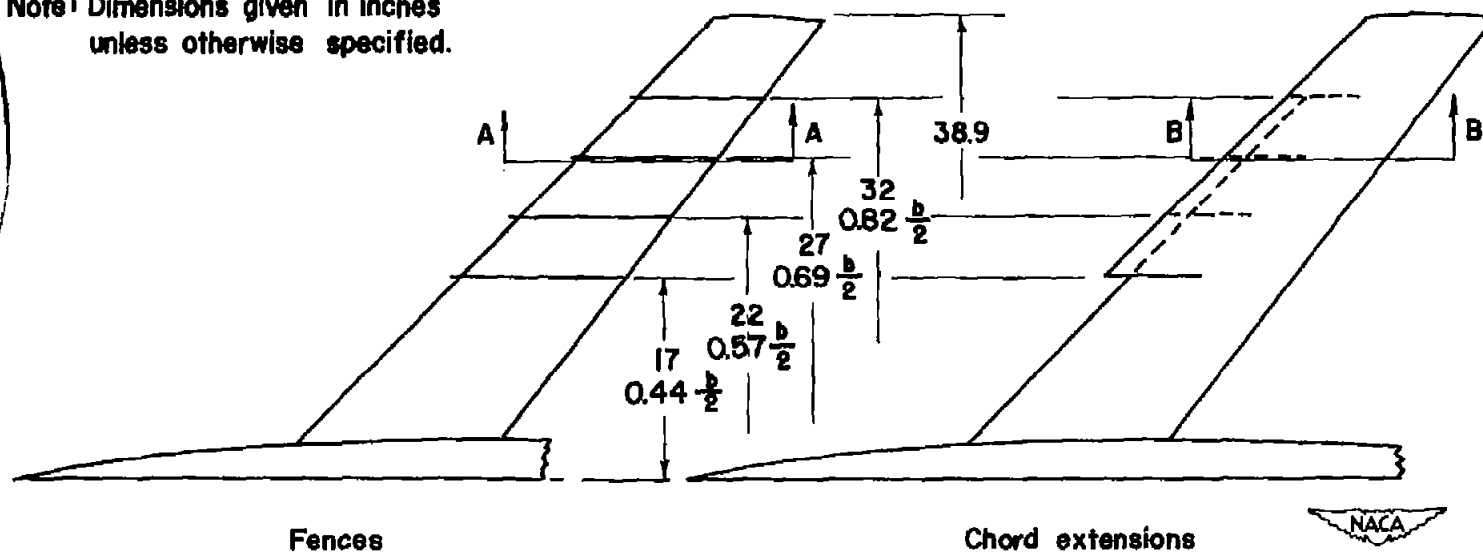 Note: Dimensions given in inches
unless otherwise specified.
A
A
38.9
B
B
32
0.82 b/2
27
0.69 b/2
22
0.57 b/2
17
0.44 b/2
Fences
Chord extensions
NACA